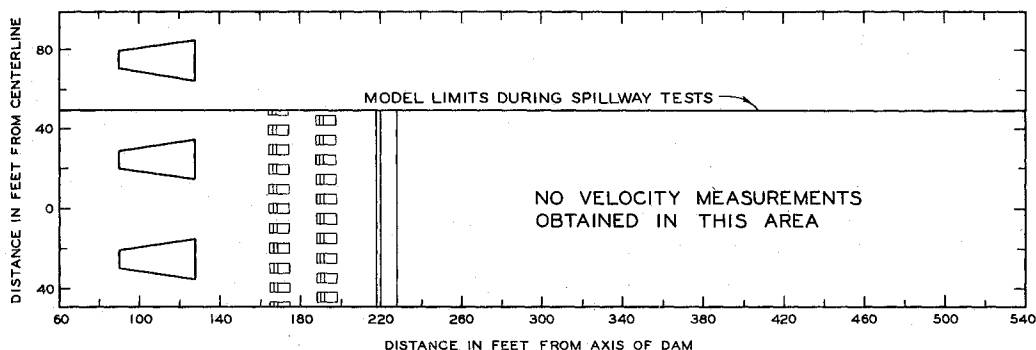 DISTANCE IN FEET FROM CENTERLINE
80
40
0
40
MODEL LIMITS DURING SPILLWAY TESTS
NO VELOCITY MEASUREMENTS
OBTAINED IN THIS AREA
60 100 140 180 220 260 300 340 380 420 460 500 540
DISTANCE IN FEET FROM AXIS OF DAM